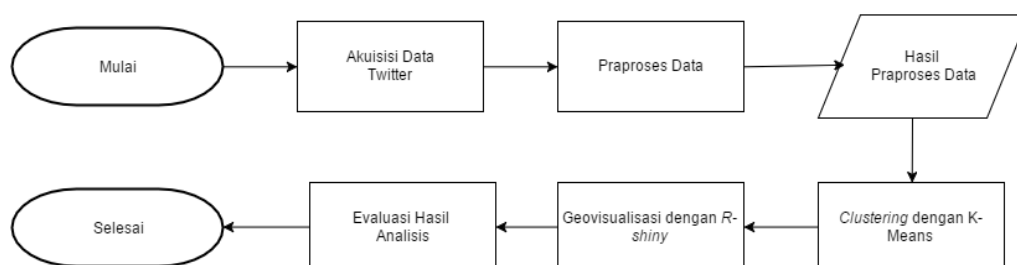 Mulai
Akuisisi Data
Twitter
Praproses Data
Hasil
Praproses Data
Clustering dengan K-
Means
Geovisualisasi dengan R-
shiny
Evaluasi Hasil
Analisis
Selesai